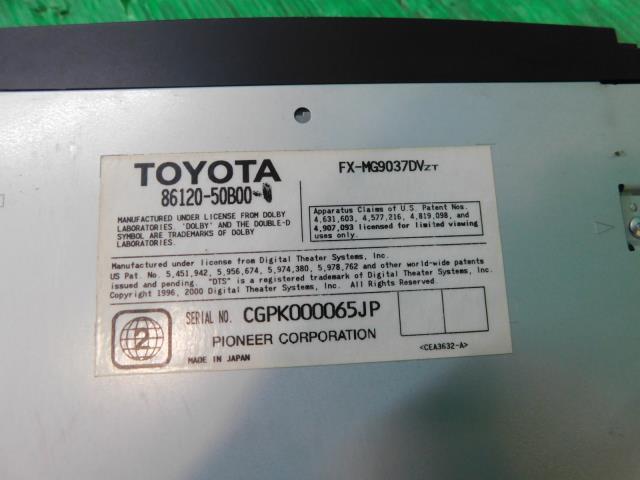 TOYOTA
86120-50B00-
FX-MG9037DVZT
MANUFACTURED UNDER LICENSE FROM DOLBY
LABORATORIES. 'DOLBY' AND THE DOUBLE-D
SYMBOL ARE TRADEMARKS OF DOLBY
LABORATORIES.
Apparatus Claims of U.S. Patent Nos.
4,631,603, 4,577,216, 4,819,098, and
4,907,093 licensed for limited viewing
uses only.
Manufactured under license from Digital Theater Systems, Inc.
US Pat. No. 5,451,942, 5,956,674, 5,974,380, 5,978,762 and other world-wide patents
issued and pending. "DTS" is a registered trademark of Digital Theater Systems, Inc.
Copyright 1996, 2000 Digital Theater Systems, Inc. All Rights Reserved.
2
SERIAL NO. CGPK000065JP
PIONEER CORPORATION
MADE IN JAPAN
<CEA3632-A>